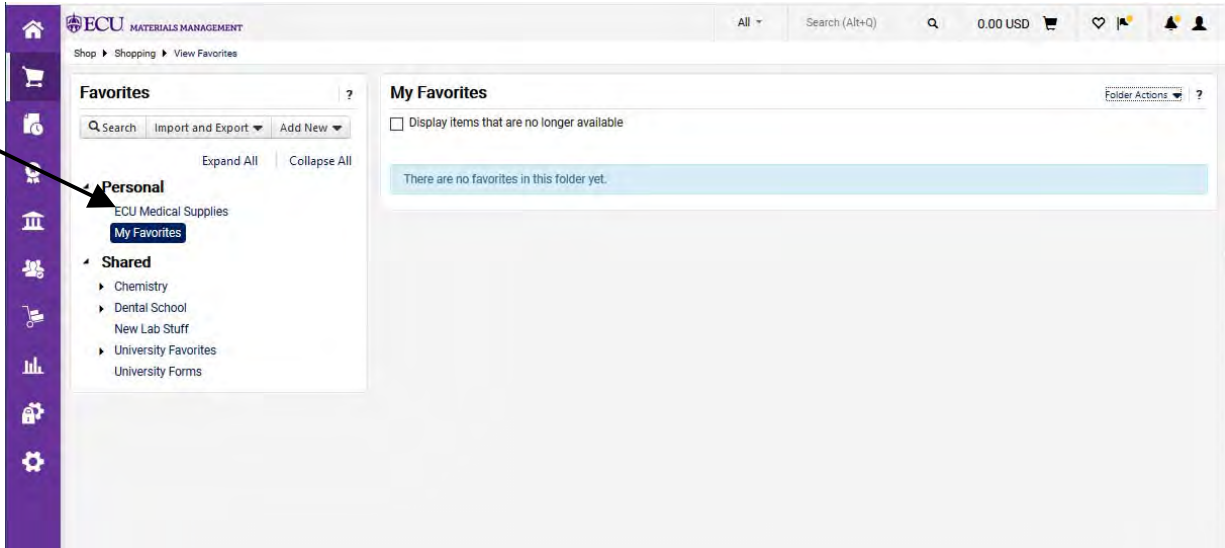 ECU MATERIALS MANAGEMENT
All
Search (Alt+Q)
0.00 USD
Shop Shopping View Favorites
Favorites ?
Search Import and Export Add New
Expand All Collapse All
Personal
ECU Medical Supplies
My Favorites
Shared
Chemistry
Dental School
New Lab Stuff
University Favorites
University Forms
My Favorites
Folder Actions ?
Display items that are no longer available
There are no favorites in this folder yet.